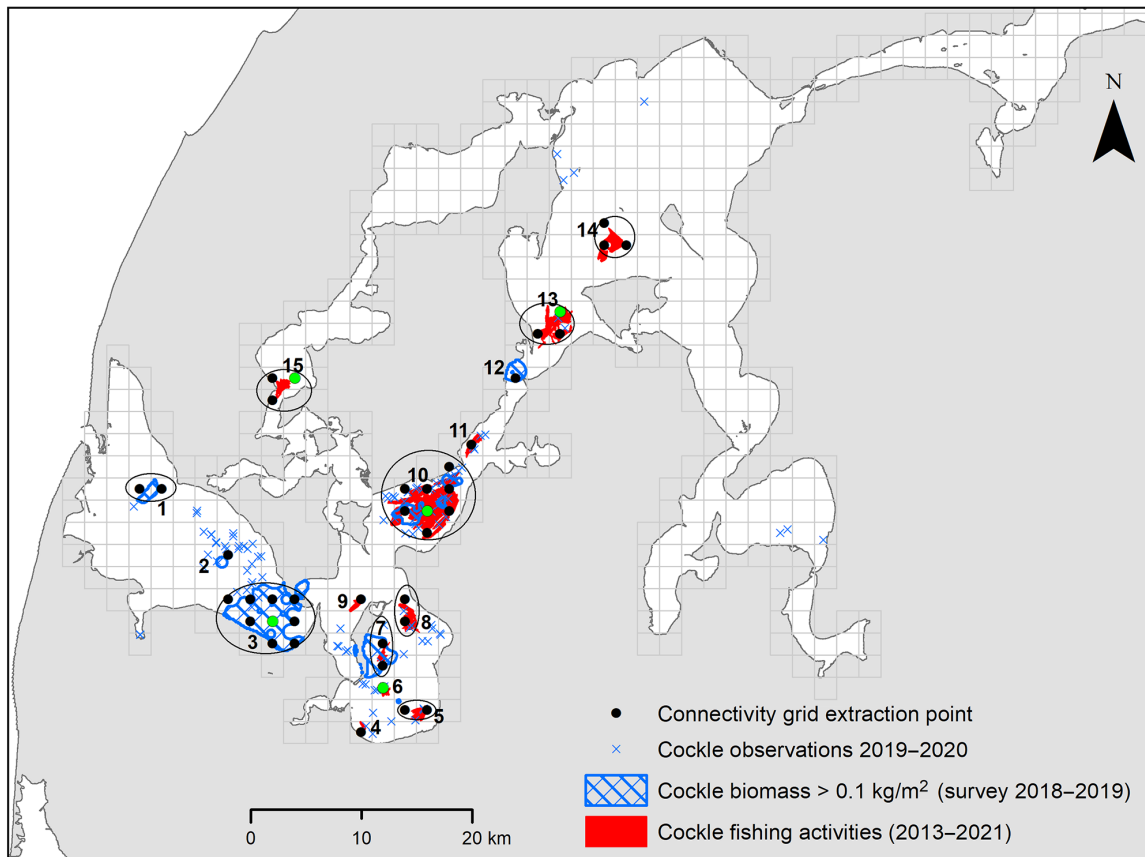 N
14
13
12
15
11
10
1
2
9
8
7
3
6
5
4
Connectivity grid extraction point
Cockle observations 2019–2020
Cockle biomass > 0.1 kg/m² (survey 2018–2019)
Cockle fishing activities (2013–2021)
0 10 20 km